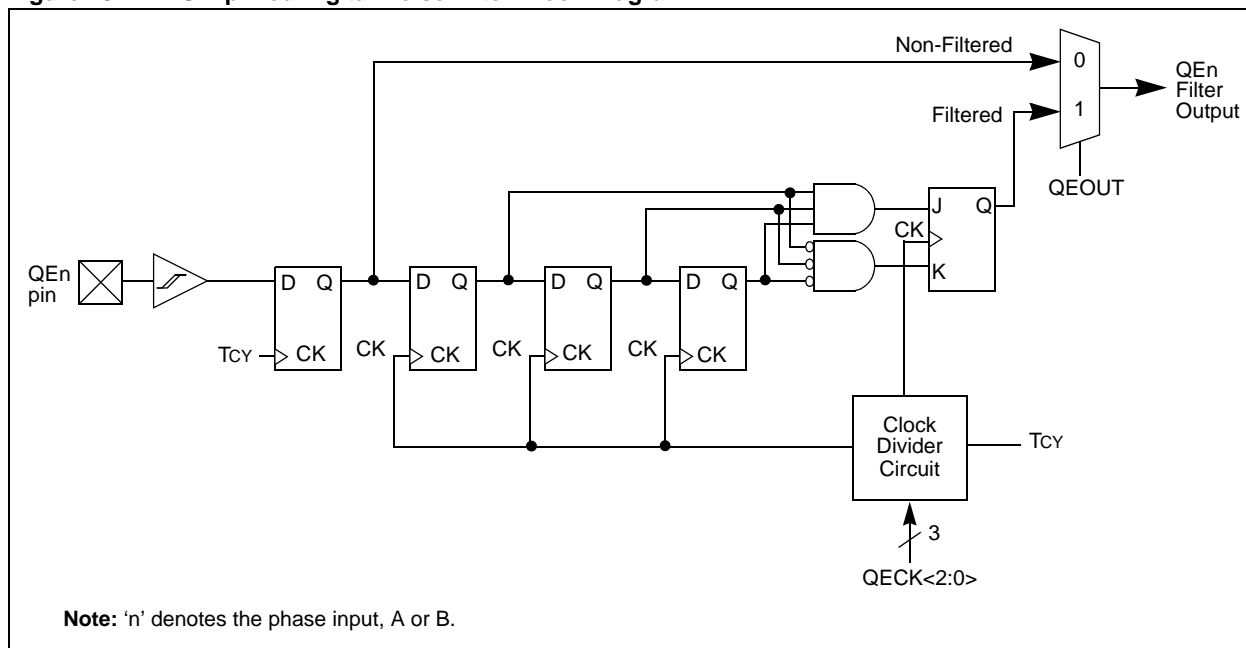 Non-Filtered
0
QEn
Filter
Output
Filtered
1
QEOUT
J Q
CK
K
QEn
pin
D Q
D Q
D Q
D Q
TCY
CK
CK
CK
CK
CK
CK
CK
Clock
Divider
Circuit
TCY
3
QECK<2:0>
Note: 'n' denotes the phase input, A or B.